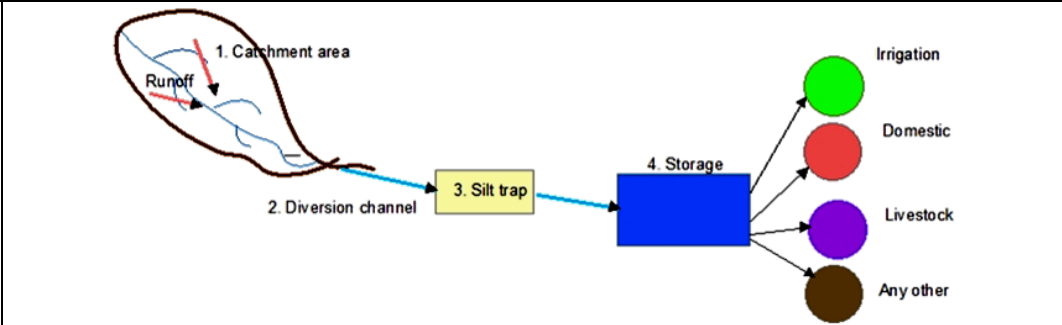 1. Catchment area
Runoff
2. Diversion channel
3. Silt trap
4. Storage
Irrigation
Domestic
Livestock
Any other